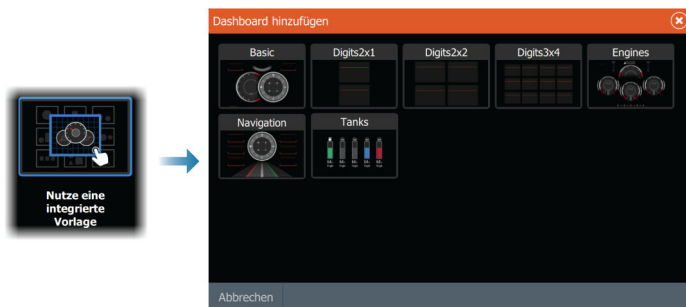 Nutze eine
integrierte
Vorlage
Dashboard hinzufügen
Basic
Digits2x1
Digits2x2
Digits3x4
Engines
Navigation
Tanks
Abbrechen